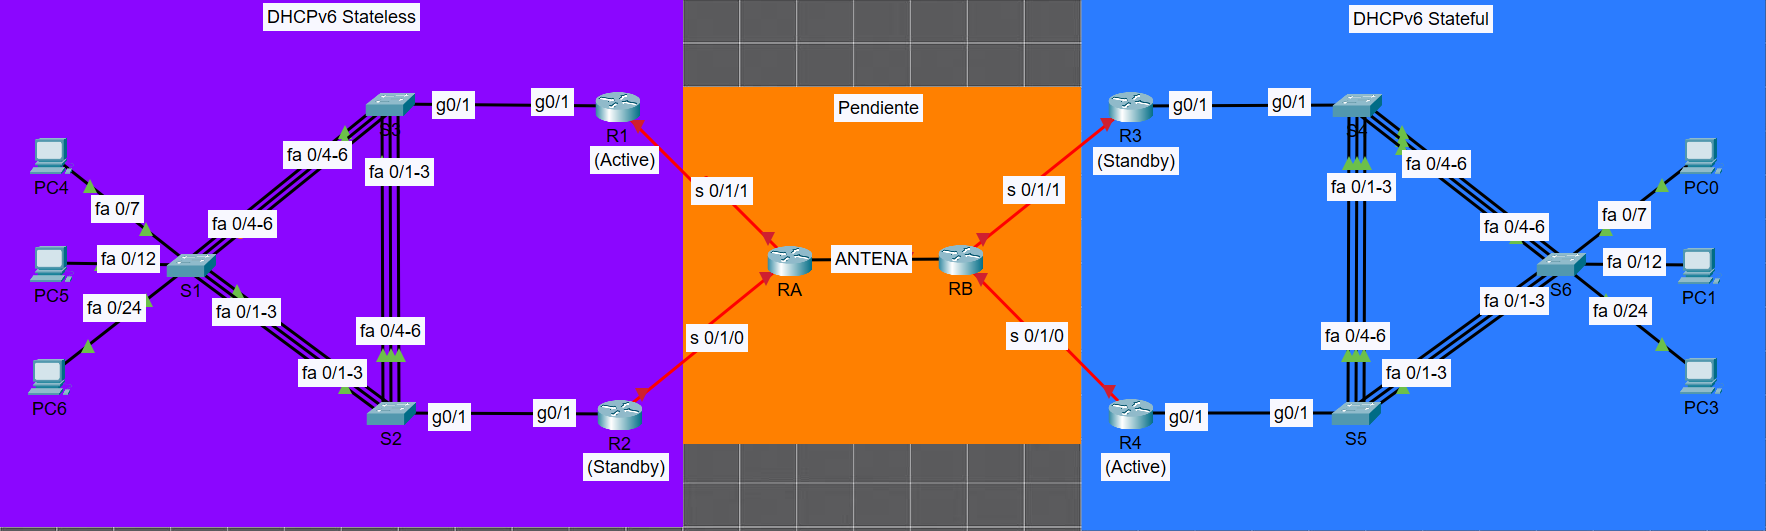 DHCPv6 Stateless
DHCPv6 Stateful
Pendiente
S3
g0/1
g0/1
R1
(Active)
fa 0/4-6
fa 0/1-3
PC4
fa 0/7
fa 0/4-6
s 0/1/1
PC5
fa 0/12
S1
fa 0/24
fa 0/1-3
fa 0/4-6
fa 0/1-3
PC6
S2
g0/1
g0/1
R2
(Standby)
s 0/1/0
RA
ANTENA
RB
R3
(Standby)
g0/1
g0/1
S4
s 0/1/1
fa 0/4-6
fa 0/1-3
fa 0/4-6
PC0
fa 0/7
fa 0/12
PC1
S6
fa 0/1-3
fa 0/24
s 0/1/0
fa 0/4-6
fa 0/1-3
PC3
R4
(Active)
g0/1
g0/1
S5